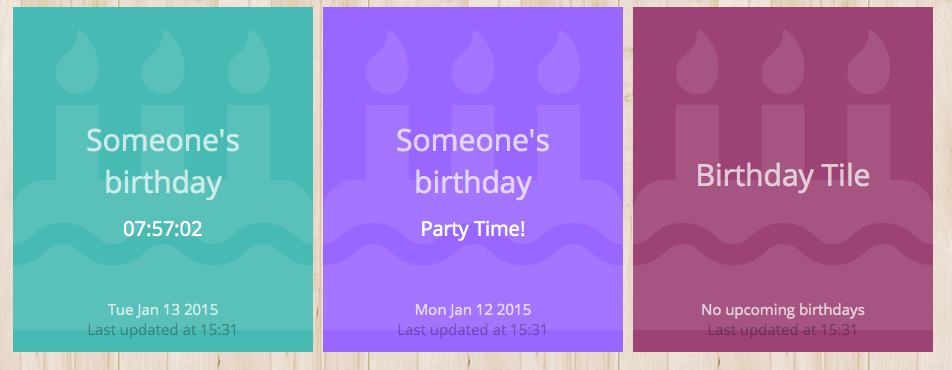 Someone's
birthday
07:57:02
Tue Jan 13 2015
Last updated at 15:31
Someone's
birthday
Party Time!
Mon Jan 12 2015
Last updated at 15:31
Birthday Tile
No upcoming birthdays
Last updated at 15:31